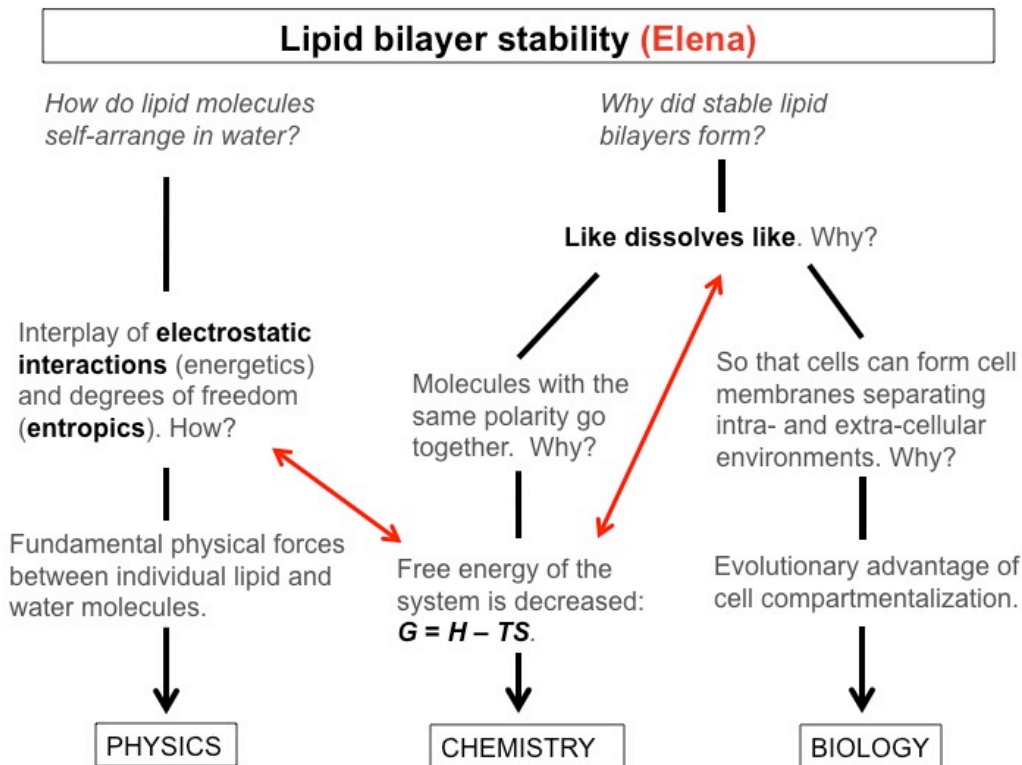 Lipid bilayer stability (Elena)
How do lipid molecules
self-arrange in water?
Interplay of electrostatic
interactions (energetics)
and degrees of freedom
(entropics). How?
Fundamental physical forces
between individual lipid and
water molecules.
PHYSICS
Why did stable lipid
bilayers form?
Like dissolves like. Why?
Molecules with the
same polarity go
together.  Why?
Free energy of the
system is decreased:
G = H – TS.
CHEMISTRY
So that cells can form cell
membranes separating
intra- and extra-cellular
environments. Why?
Evolutionary advantage of
cell compartmentalization.
BIOLOGY